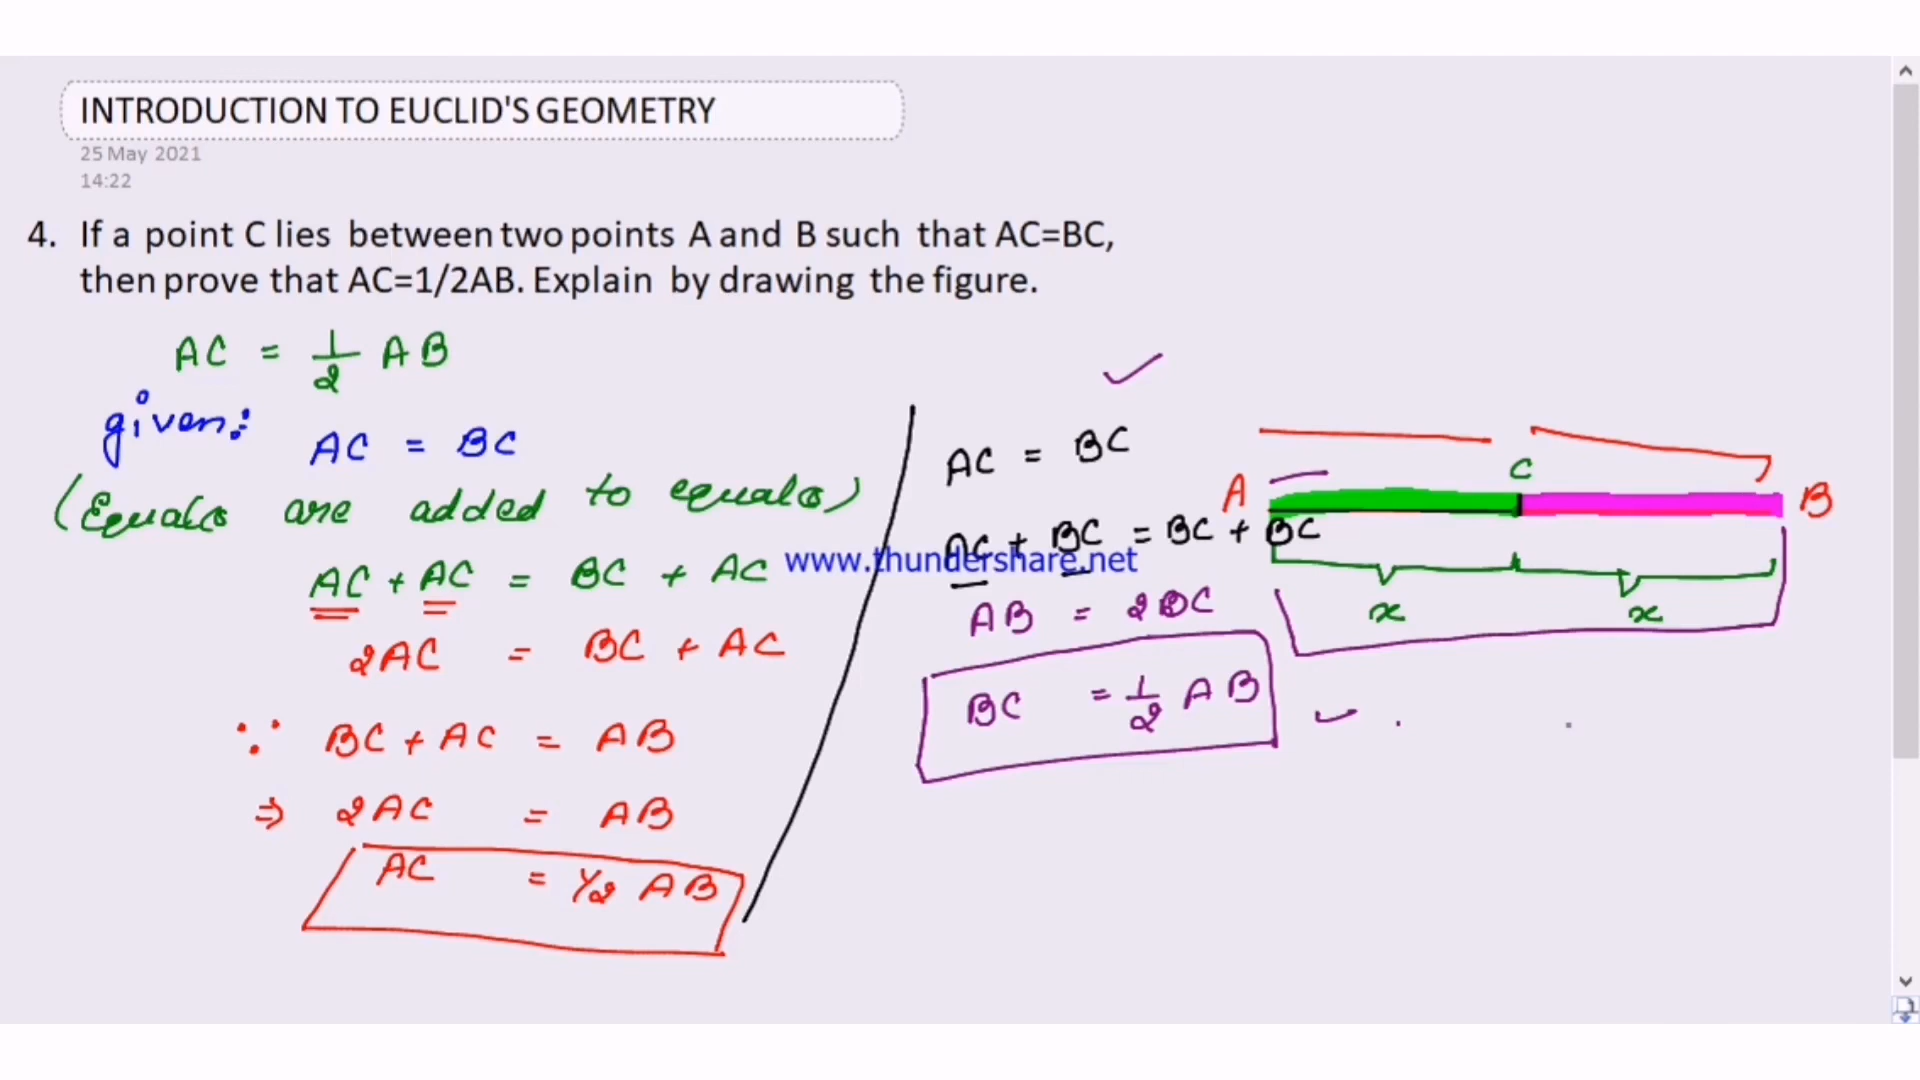 INTRODUCTION TO EUCLID'S GEOMETRY
25 May 2021
14:22
4. If a point C lies between two points A and B such that AC=BC,
then prove that AC=1/2AB. Explain by drawing the figure.
AC = 1/2 AB
given: AC = BC
(Equals are added to equals)
AC + AC = BC + AC
2AC = BC + AC
∵ BC + AC = AB
⇒ 2AC = AB
AC = 1/2 AB
AC = BC
AC + BC = BC + BC
www.thundershare.net
AB = 2BC
BC = 1/2 AB
A C B
x x